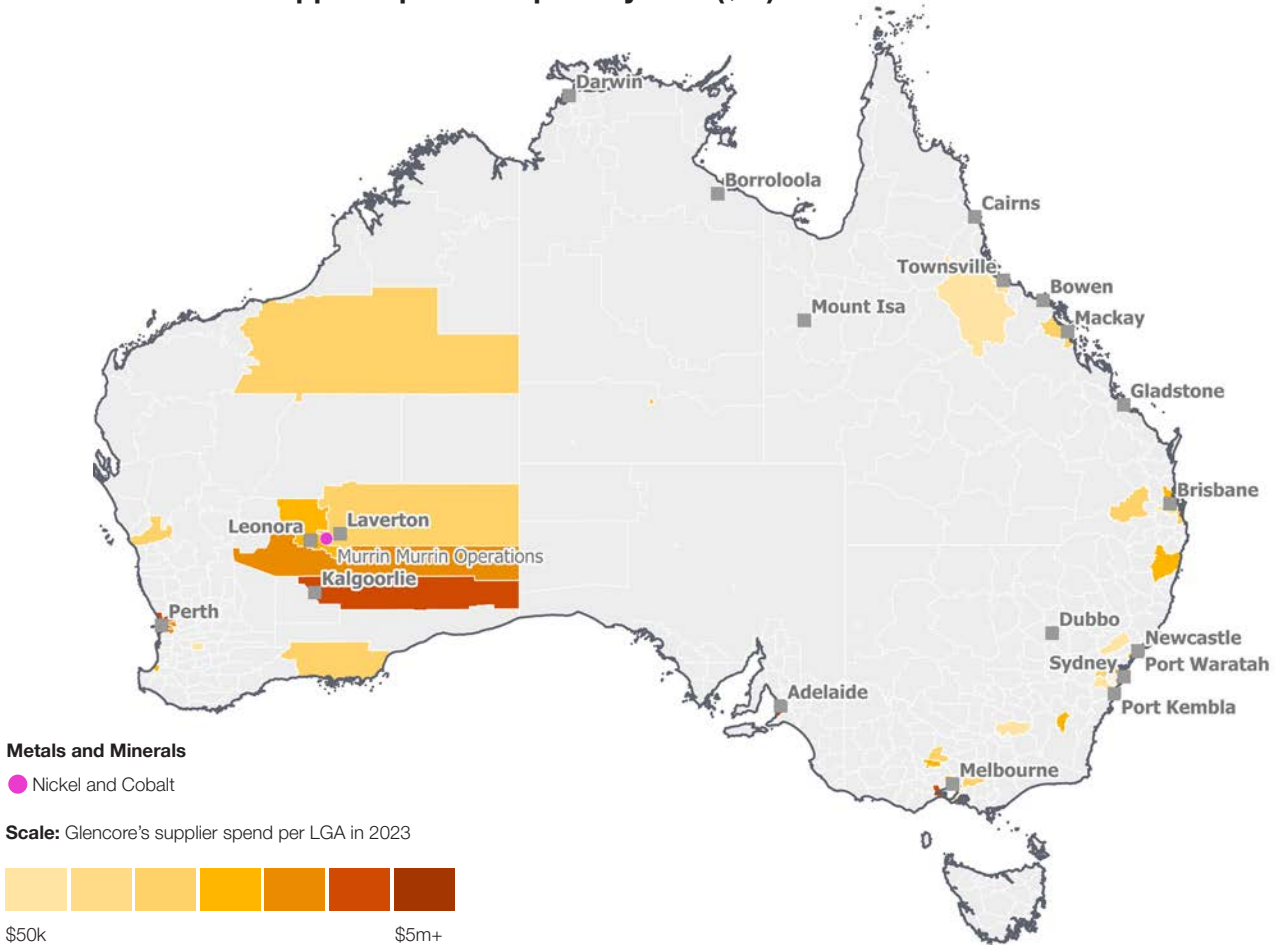 Darwin
Borroloola
Cairns
Townsville
Bowen
Mount Isa
Mackay
Gladstone
Brisbane
Leonora
Laverton
Murrin Murrin Operations
Kalgoorlie
Perth
Dubbo
Newcastle
Sydney
Port Waratah
Adelaide
Port Kembla
Melbourne
Metals and Minerals
Nickel and Cobalt
Scale: Glencore’s supplier spend per LGA in 2023
$50k
$5m+